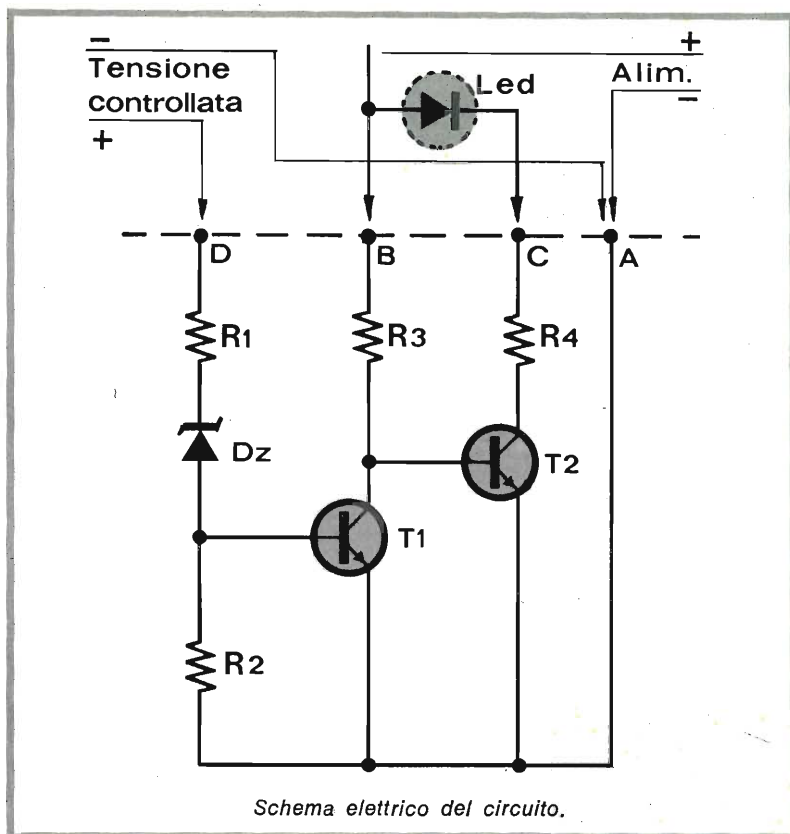 − +
Tensione
controllata
+
Led
Alim.
−
D B C A
R1 R3 R4
Dz T2
T1
R2
Schema elettrico del circuito.